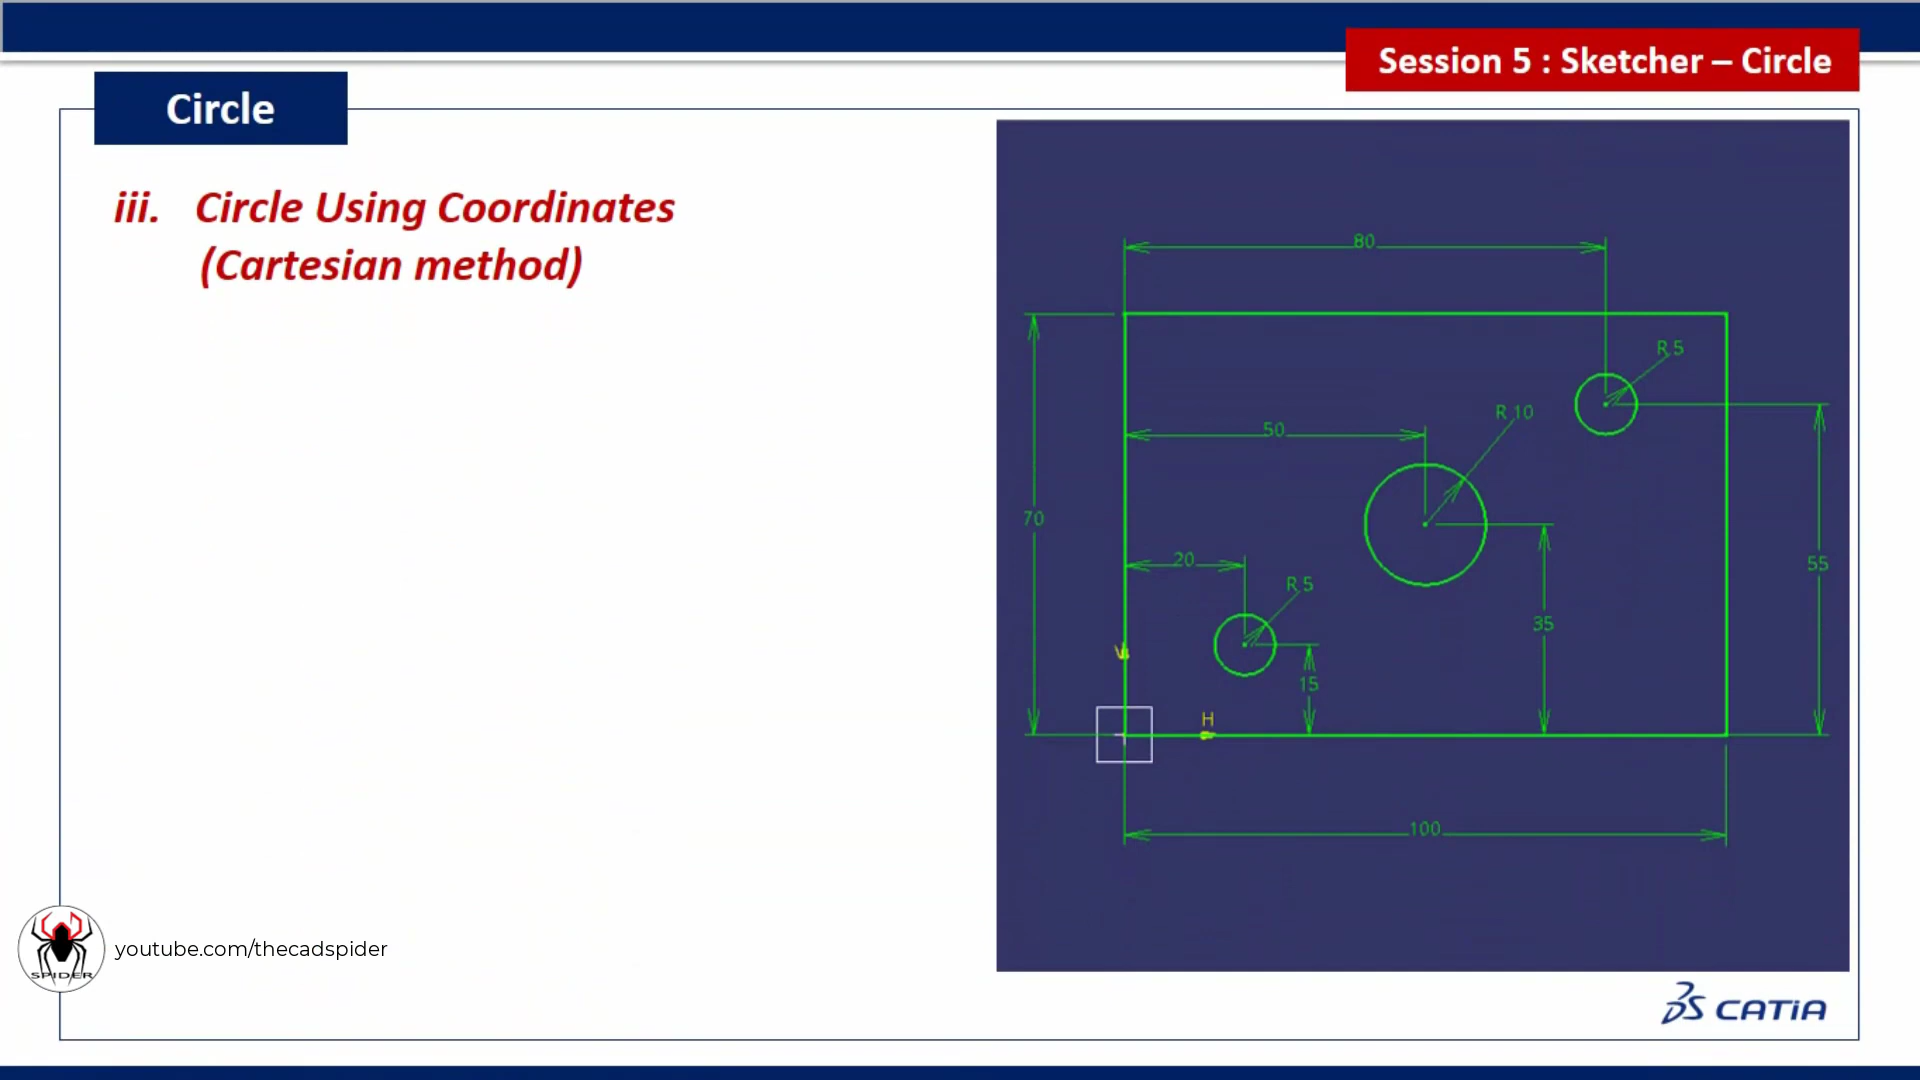 Session 5 : Sketcher – Circle
Circle
iii. Circle Using Coordinates
(Cartesian method)
80
R 5
R 10
50
70
20
R 5
55
35
15
V
H
100
SPIDER
youtube.com/thecadspider
3DS CATIA